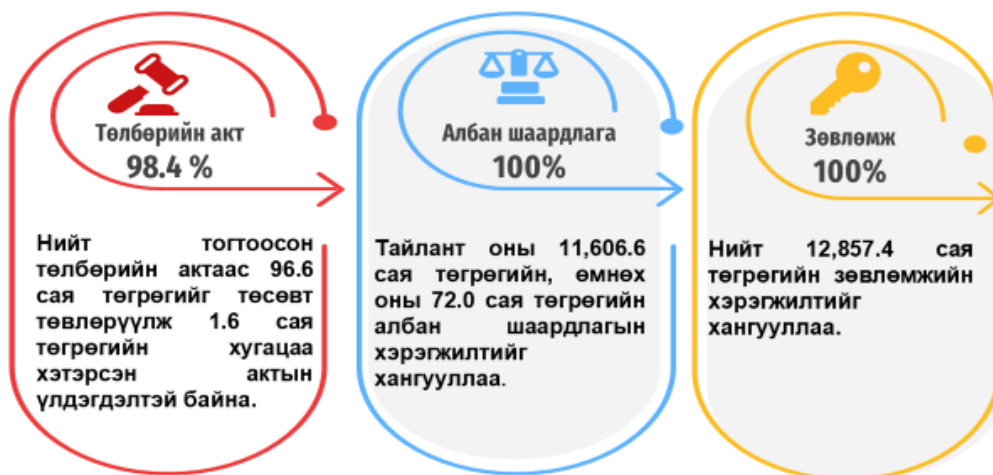 Төлбөрийн акт
98.4 %
Нийт тогтоосон
төлбөрийн актаас 96.6
сая төгрөгийг төсөвт
төвлөрүүлж 1.6 сая
төгрөгийн хугацаа
хэтэрсэн актын
үлдэгдэлтэй байна.
Албан шаардлага
100%
Тайлант оны 11,606.6
сая төгрөгийн, өмнөх
оны 72.0 сая төгрөгийн
албан шаардлагын
хэрэгжилтийг
хангууллаа.
Зөвлөмж
100%
Нийт 12,857.4 сая
төгрөгийн зөвлөмжийн
хэрэгжилтийг
хангууллаа.